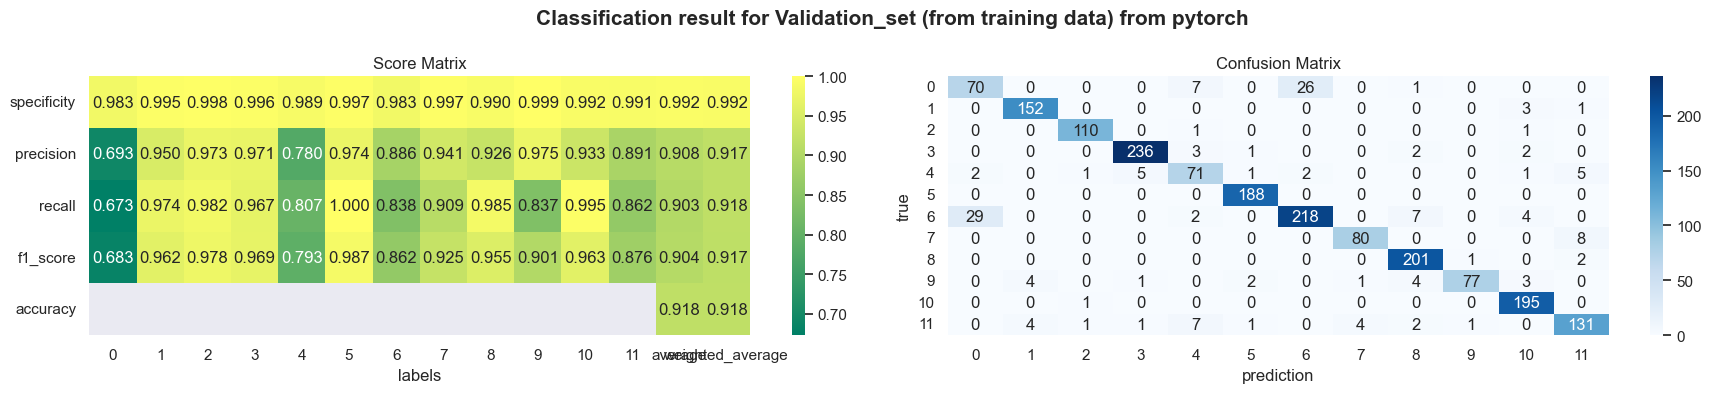 Classification result for Validation_set (from training data) from pytorch
Score Matrix
specificity 0.983 0.995 0.998 0.996 0.989 0.997 0.983 0.997 0.990 0.999 0.992 0.991 0.992 0.992
precision 0.693 0.950 0.973 0.971 0.780 0.974 0.886 0.941 0.926 0.975 0.933 0.891 0.908 0.917
recall 0.673 0.974 0.982 0.967 0.807 1.000 0.838 0.909 0.985 0.837 0.995 0.862 0.903 0.918
f1_score 0.683 0.962 0.978 0.969 0.793 0.987 0.862 0.925 0.955 0.901 0.963 0.876 0.904 0.917
accuracy 0.918 0.918
0 1 2 3 4 5 6 7 8 9 10 11 average weighted_average
labels
1.00
0.95
0.90
0.85
0.80
0.75
0.70
Confusion Matrix
true
0 70 0 0 0 7 0 26 0 1 0 0 0
1 0 152 0 0 0 0 0 0 0 0 3 1
2 0 0 110 0 1 0 0 0 0 0 1 0
3 0 0 0 236 3 1 0 0 2 0 2 0
4 2 0 1 5 71 1 2 0 0 0 1 5
5 0 0 0 0 0 188 0 0 0 0 0 0
6 29 0 0 0 2 0 218 0 7 0 4 0
7 0 0 0 0 0 0 0 80 0 0 0 8
8 0 0 0 0 0 0 0 0 201 1 0 2
9 0 4 0 1 0 2 0 1 4 77 3 0
10 0 0 1 0 0 0 0 0 0 0 195 0
11 0 4 1 1 7 1 0 4 2 1 0 131
0 1 2 3 4 5 6 7 8 9 10 11
prediction
200
150
100
50
0